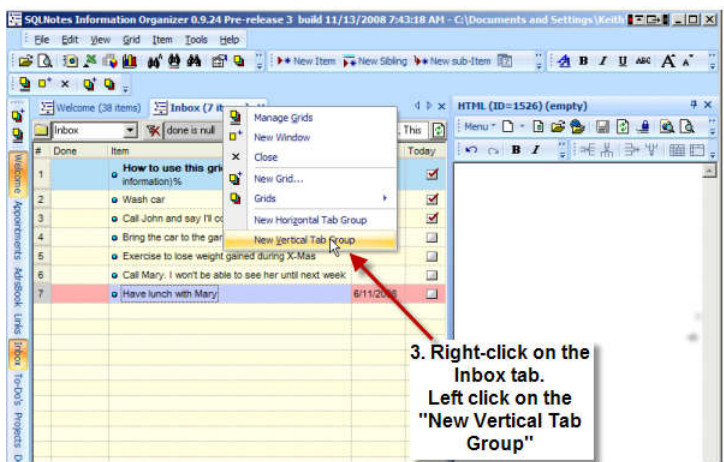 SQLNotes Information Organizer 0.9.24 Pre-release 3 build 11/13/2008 7:43:18 AM - C:\Documents and Settings\Keith
File Edit View Grid Item Tools Help
New Item New Sibling New sub-Item B I U ABC A A
Welcome (38 items) Inbox (7 HTML (ID=1526) (empty)
Inbox done is null This Menu
# Done Item Today B I
1 How to use this
information)%
2 Wash car
3 Call John and say I'll
4 Bring the car to the
5 Exercise to lose weight gained during X-Mas
6 Call Mary. I won't be able to see her until next week
7 Have lunch with Mary 6/11/2008
Manage Grids
New Window
Close
New Grid...
Grids
New Horizontal Tab Group
New Vertical Tab Group
Welcome
Appointments
AdrsBook
Links
Inbox
To-Do's
Projects
3. Right-click on the
Inbox tab.
Left click on the
"New Vertical Tab
Group"